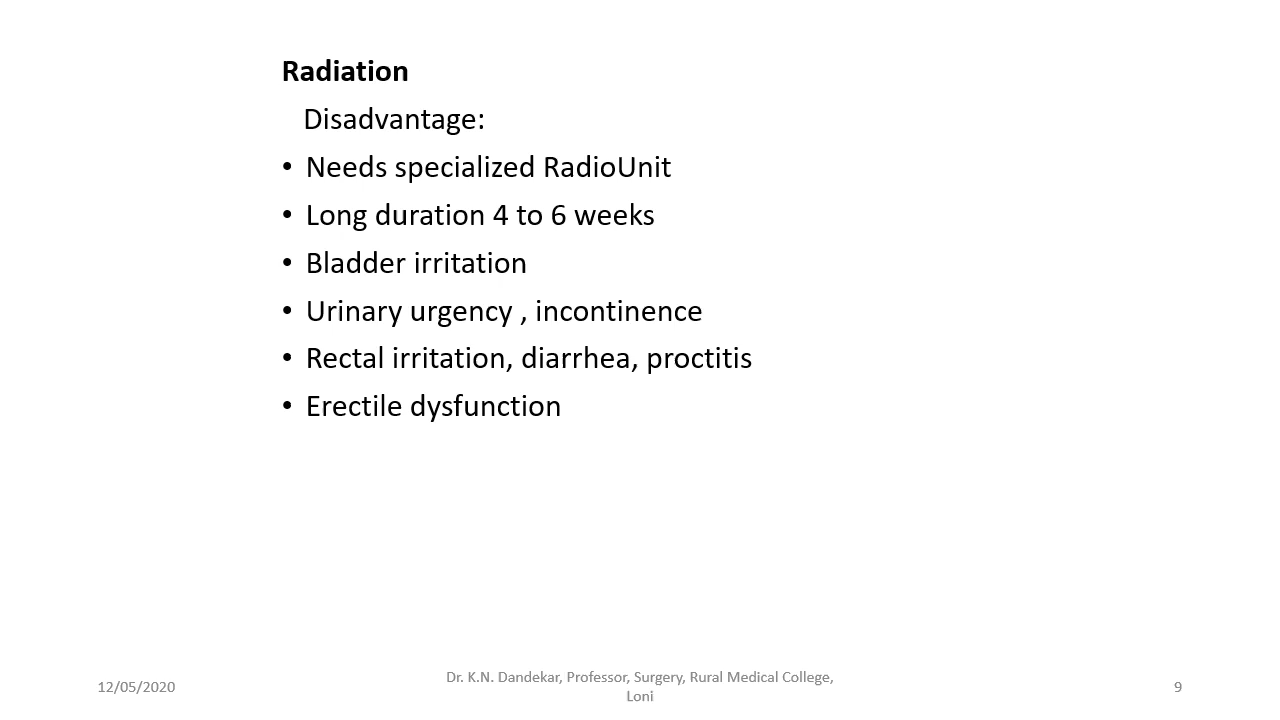 Radiation
Disadvantage:
• Needs specialized RadioUnit
• Long duration 4 to 6 weeks
• Bladder irritation
• Urinary urgency , incontinence
• Rectal irritation, diarrhea, proctitis
• Erectile dysfunction
12/05/2020
Dr. K.N. Dandekar, Professor, Surgery, Rural Medical College,
Loni
9